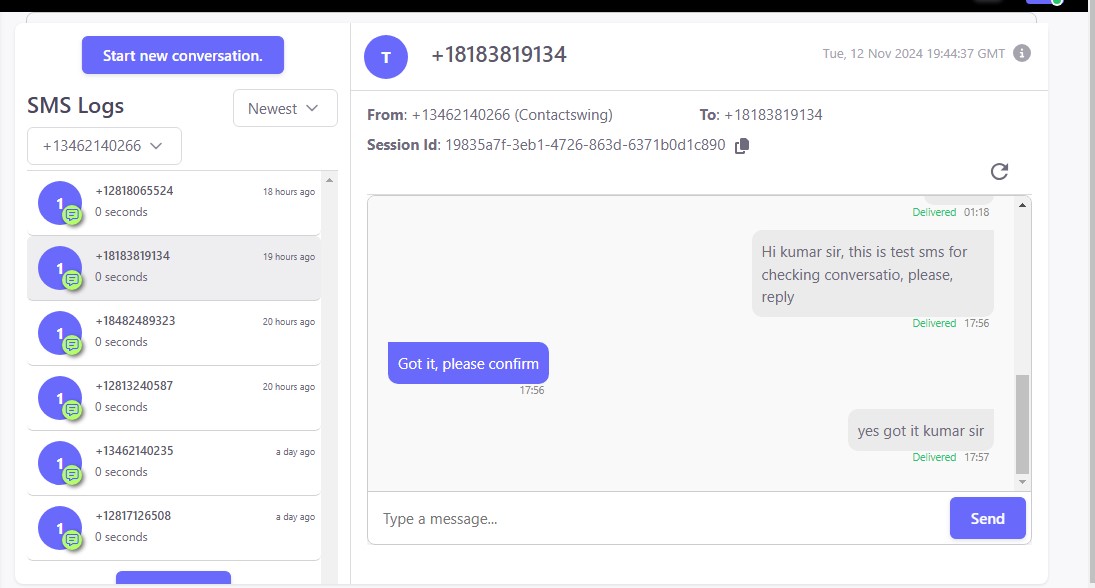 Start new conversation.
SMS Logs
Newest
+13462140266
1
+12818065524
18 hours ago
0 seconds
1
+18183819134
19 hours ago
0 seconds
1
+18482489323
20 hours ago
0 seconds
1
+12813240587
20 hours ago
0 seconds
1
+13462140235
a day ago
0 seconds
1
+12817126508
a day ago
0 seconds
T
+18183819134
Tue, 12 Nov 2024 19:44:37 GMT
From: +13462140266 (Contactswing)
To: +18183819134
Session Id: 19835a7f-3eb1-4726-863d-6371b0d1c890
Delivered 01:18
Hi kumar sir, this is test sms for
checking conversatio, please,
reply
Delivered 17:56
Got it, please confirm
17:56
yes got it kumar sir
Delivered 17:57
Type a message...
Send